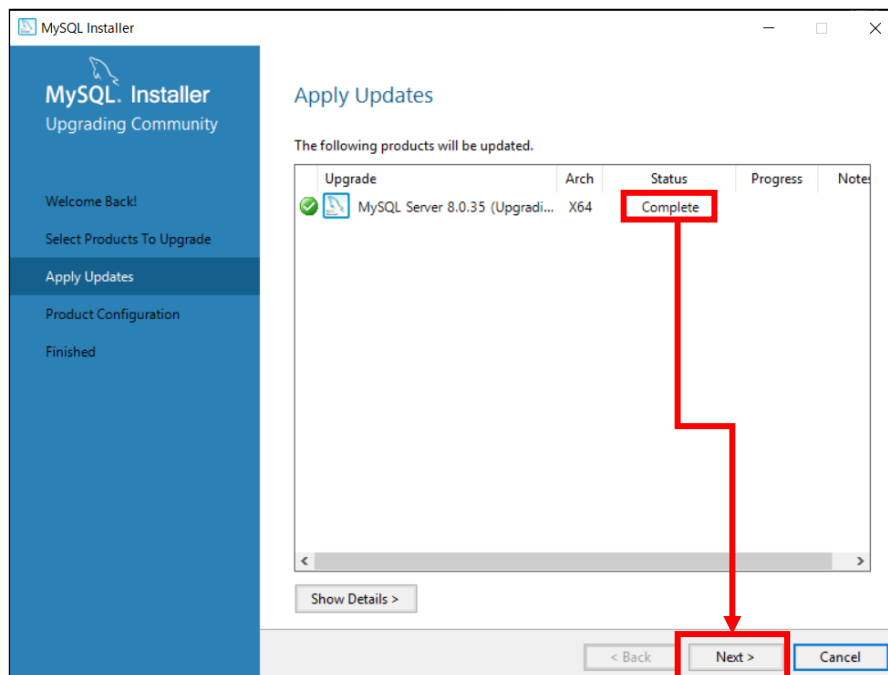 MySQL Installer
MySQL. Installer
Upgrading Community
Welcome Back!
Select Products To Upgrade
Apply Updates
Product Configuration
Finished
Apply Updates
The following products will be updated.
Upgrade Arch Status Progress Notes
MySQL Server 8.0.35 (Upgradi... X64 Complete
Show Details >
< Back Next > Cancel